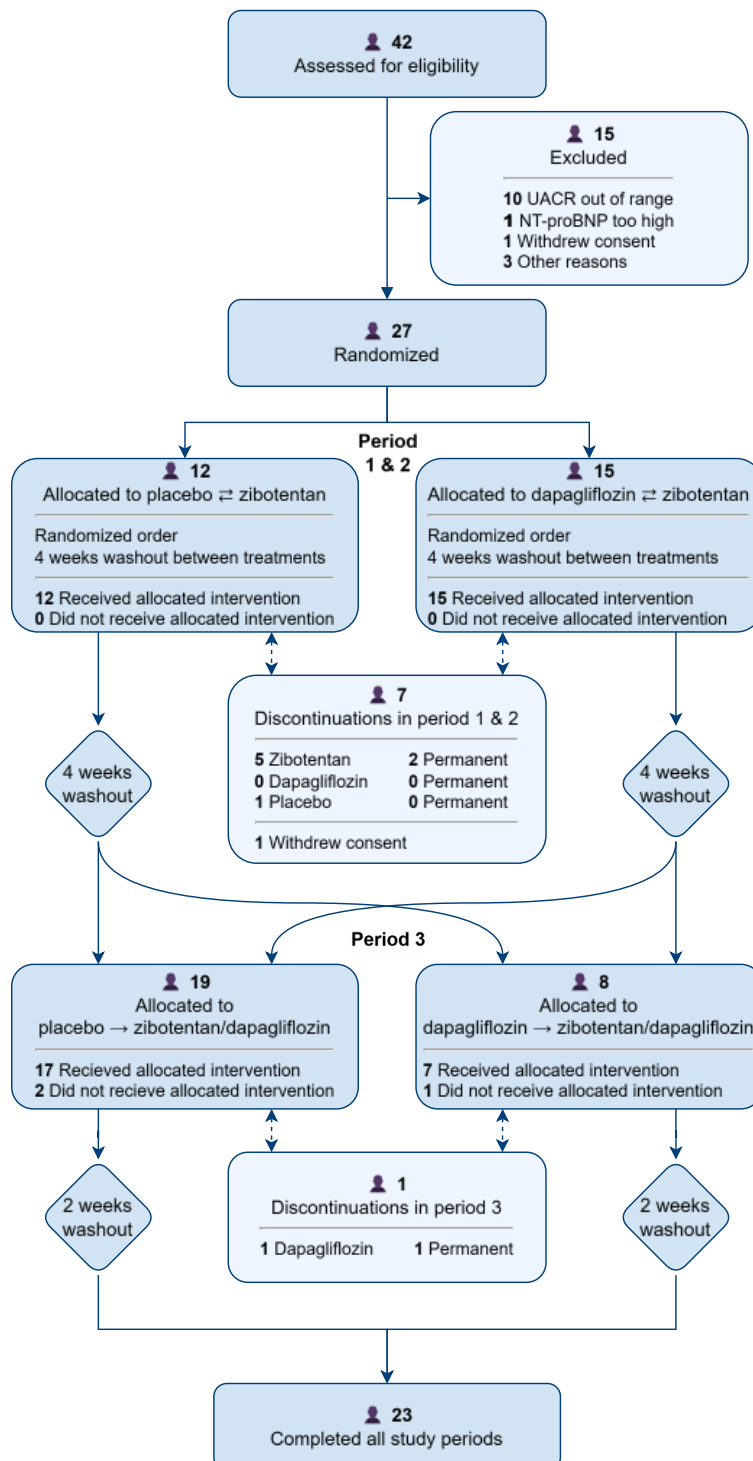 42
Assessed for eligibility
15
Excluded
10 UACR out of range
1 NT-proBNP too high
1 Withdrew consent
3 Other reasons
27
Randomized
Period
1 & 2
12
Allocated to placebo ⇄ zibotentan
Randomized order
4 weeks washout between treatments
12 Received allocated intervention
0 Did not receive allocated intervention
15
Allocated to dapagliflozin ⇄ zibotentan
Randomized order
4 weeks washout between treatments
15 Received allocated intervention
0 Did not receive allocated intervention
7
Discontinuations in period 1 & 2
5 Zibotentan 2 Permanent
0 Dapagliflozin 0 Permanent
1 Placebo 0 Permanent
1 Withdrew consent
4 weeks
washout
4 weeks
washout
Period 3
19
Allocated to
placebo → zibotentan/dapagliflozin
17 Recieved allocated intervention
2 Did not recieve allocated intervention
8
Allocated to
dapagliflozin → zibotentan/dapagliflozin
7 Received allocated intervention
1 Did not receive allocated intervention
1
Discontinuations in period 3
1 Dapagliflozin 1 Permanent
2 weeks
washout
2 weeks
washout
23
Completed all study periods